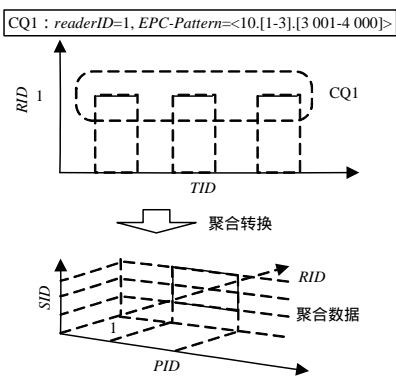 CQ1：readerID=1, EPC-Pattern=<10.[1-3].[3 001-4 000]>
RID
1
CQ1
TID
聚合转换
SID
RID
聚合数据
1
PID